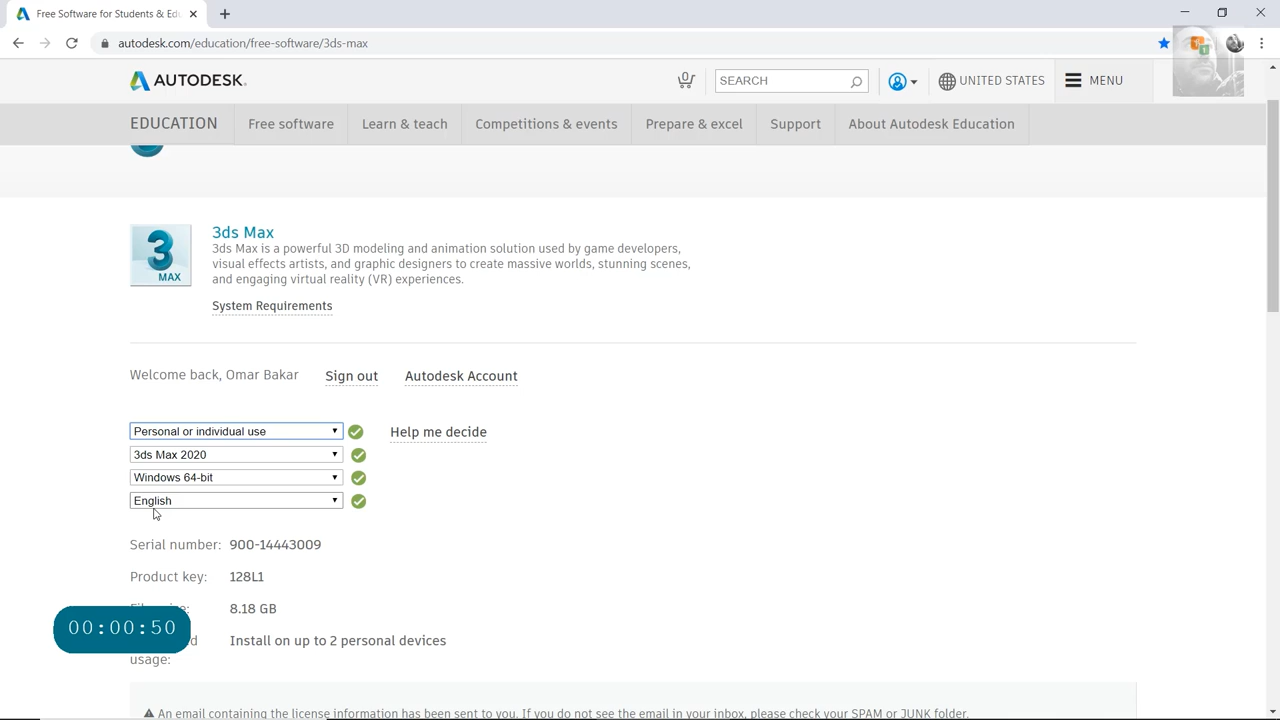 Free Software for Students & Edu
autodesk.com/education/free-software/3ds-max
AUTODESK.
0
SEARCH
UNITED STATES
MENU
EDUCATION
Free software
Learn & teach
Competitions & events
Prepare & excel
Support
About Autodesk Education
3
MAX
3ds Max
3ds Max is a powerful 3D modeling and animation solution used by game developers,
visual effects artists, and graphic designers to create massive worlds, stunning scenes,
and engaging virtual reality (VR) experiences.
System Requirements
Welcome back, Omar Bakar
Sign out
Autodesk Account
Personal or individual use
Help me decide
3ds Max 2020
Windows 64-bit
English
Serial number: 900-14443009
Product key: 128L1
8.18 GB
00:00:50
Install on up to 2 personal devices
usage:
An email containing the license information has been sent to you. If you do not see the email in your inbox, please check your SPAM or JUNK folder.